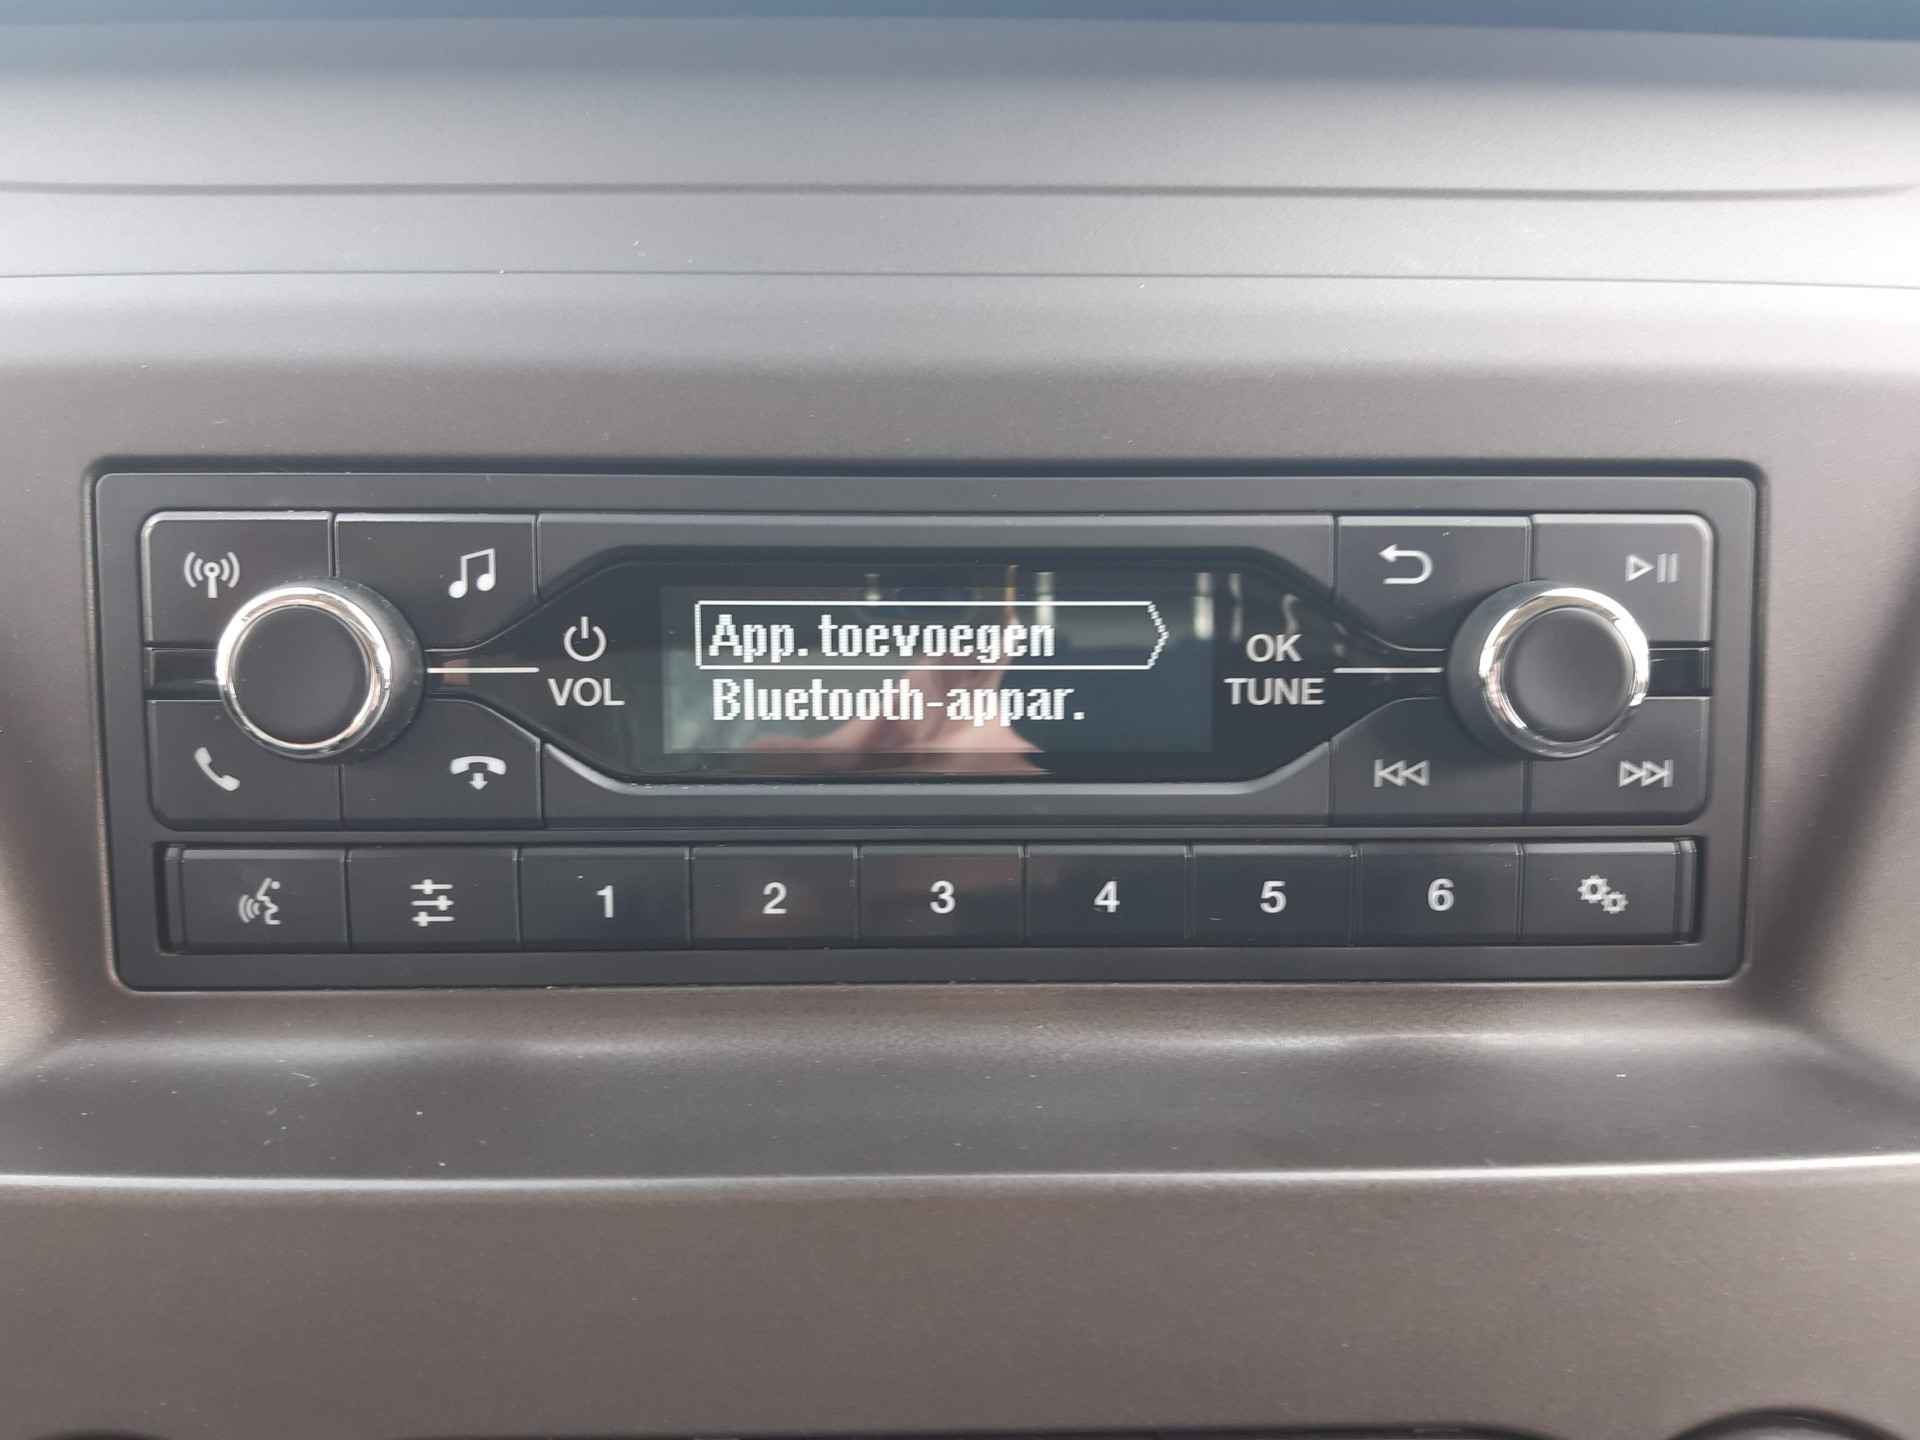 App. toevoegen
Bluetooth-appar.
VOL
OK
TUNE
1 2 3 4 5 6